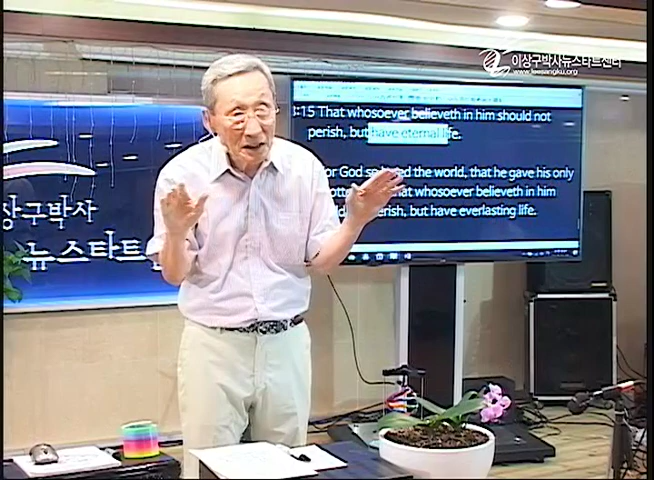 이상구박사뉴스타트센터
www.leesangku.org
3:15 That whosoever believeth in him should not
perish, but have eternal life.
or God so loved the world, that he gave his only
that whosoever believeth in him
perish, but have everlasting life.
상구박사
뉴스타트